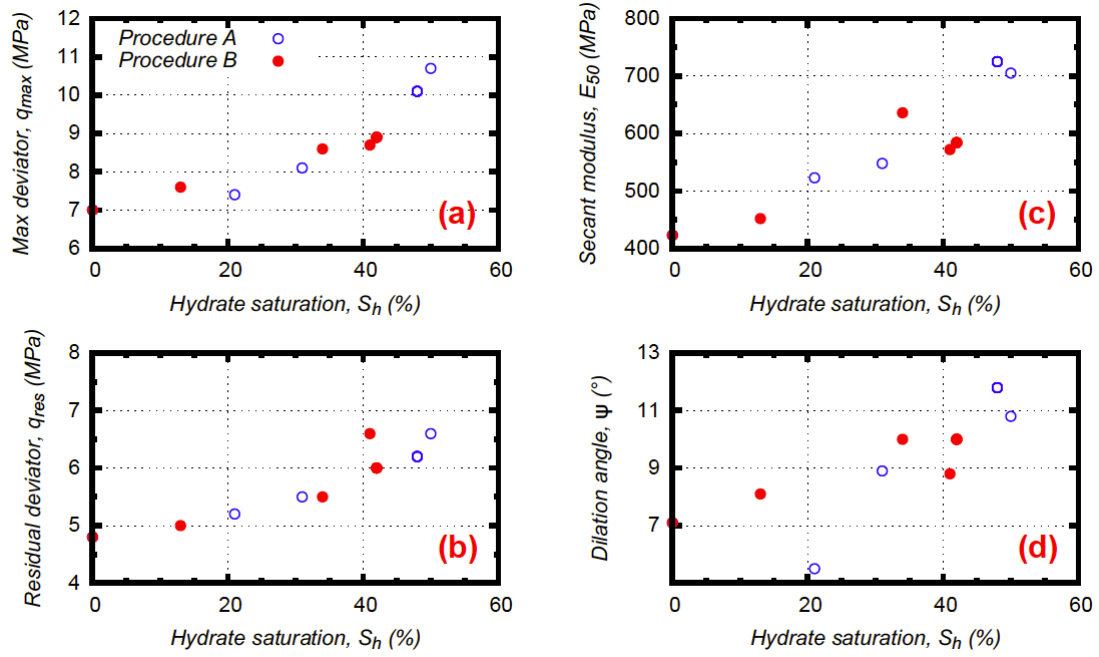 12
11
10
9
8
7
6
Max deviator, qmax (MPa)
Procedure A
Procedure B
(a)
0
20
40
60
Hydrate saturation, Sh (%)
800
700
600
500
400
Secant modulus, E50 (MPa)
(c)
0
20
40
60
Hydrate saturation, Sh (%)
8
7
6
5
4
Residual deviator, qres (MPa)
(b)
0
20
40
60
Hydrate saturation, Sh (%)
13
11
9
7
Dilation angle, Ψ (°)
(d)
0
20
40
60
Hydrate saturation, Sh (%)